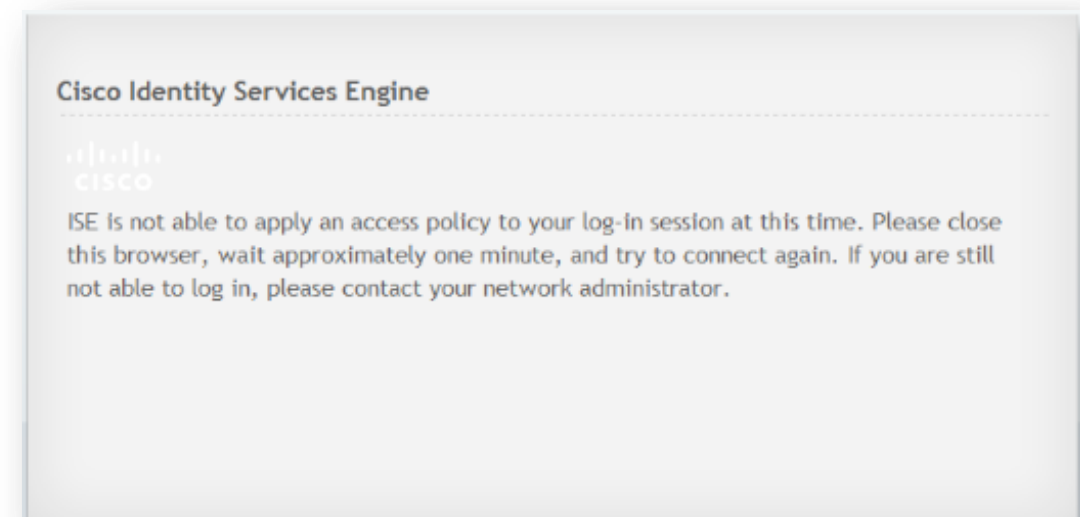 Cisco Identity Services Engine
CISCO
ISE is not able to apply an access policy to your log-in session at this time. Please close
this browser, wait approximately one minute, and try to connect again. If you are still
not able to log in, please contact your network administrator.